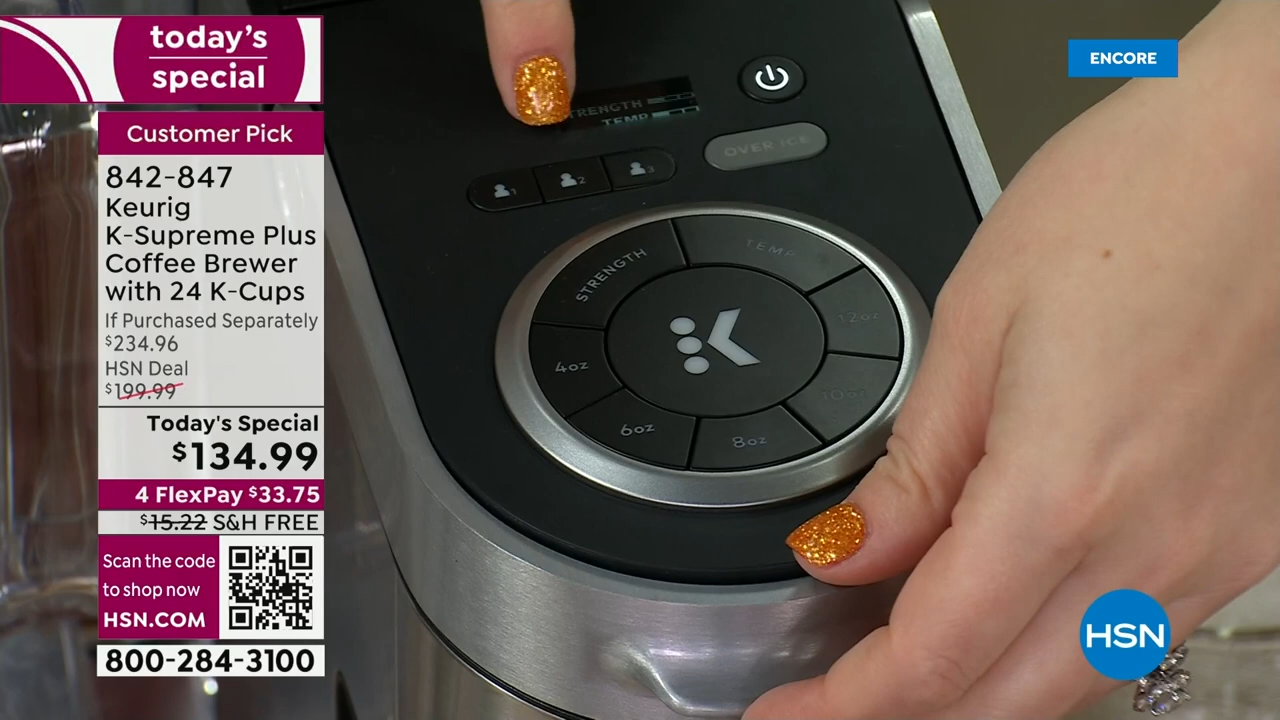 today's
special
Customer Pick
842-847
Keurig
K-Supreme Plus
Coffee Brewer
with 24 K-Cups
If Purchased Separately
$234.96
HSN Deal
$199.99
Today's Special
$134.99
4 FlexPay $33.75
$15.22 S&H FREE
Scan the code
to shop now
HSN.COM
800-284-3100
ENCORE
STRENGTH
TEMP
OVER ICE
1 2 3
STRENGTH
TEMP
12oz
4oz
K
10oz
6oz
8oz
HSN